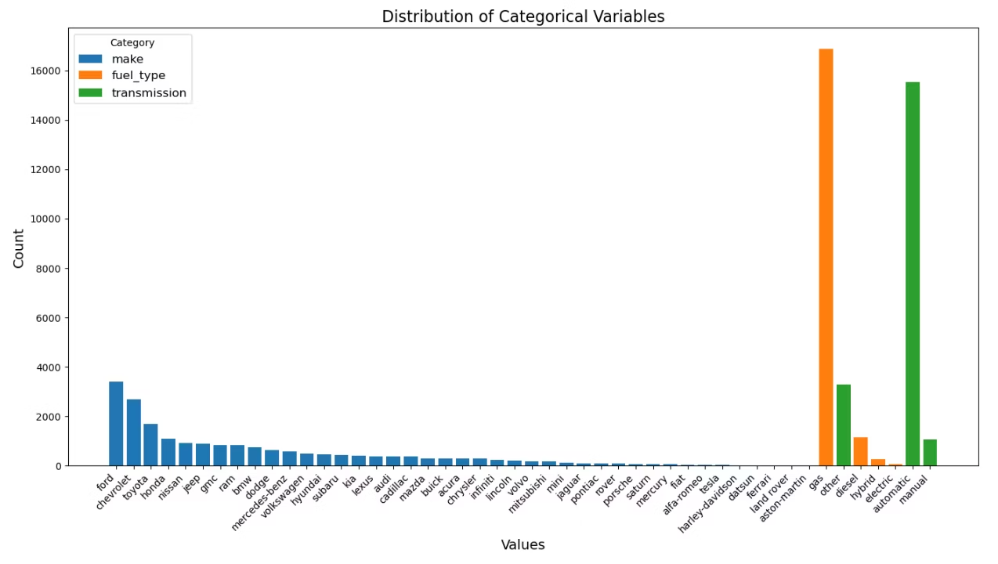 Distribution of Categorical Variables
Category
make
fuel_type
transmission
16000
14000
12000
10000
8000
6000
4000
2000
0
Count
ford
chevrolet
toyota
honda
nissan
jeep
gmc
ram
bmw
dodge
mercedes-benz
volkswagen
hyundai
subaru
kia
lexus
audi
cadillac
mazda
buick
acura
chrysler
infiniti
lincoln
volvo
mitsubishi
mini
jaguar
pontiac
rover
porsche
saturn
mercury
fiat
alfa-romeo
tesla
harley-davidson
datsun
ferrari
land rover
aston-martin
gas
other
diesel
hybrid
electric
automatic
manual
Values